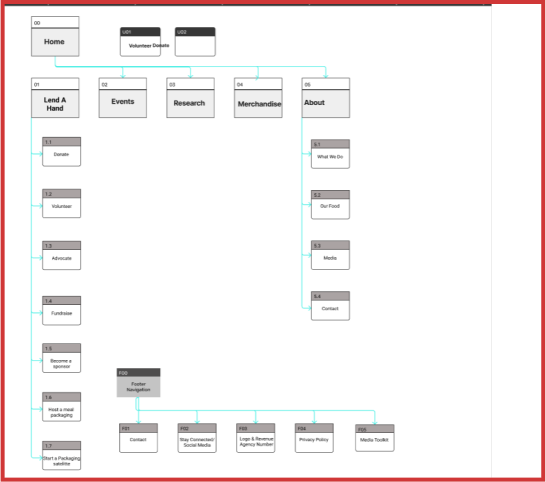 00
Home
U01
Volunteer Donate
U02
01
Lend A
Hand
02
Events
03
Research
04
Merchandise
05
About
1.1
Donate
1.2
Volunteer
1.3
Advocate
1.4
Fundraise
1.5
Become a
sponsor
1.6
Host a meal
packaging
1.7
Start a Packaging
satellite
5.1
What We Do
5.2
Our Food
5.3
Media
5.4
Contact
F00
Footer
Navigation
F01
Contact
F02
Stay Connected/
Social Media
F03
Logo & Revenue
Agency Number
F04
Privacy Policy
F05
Media Toolkit